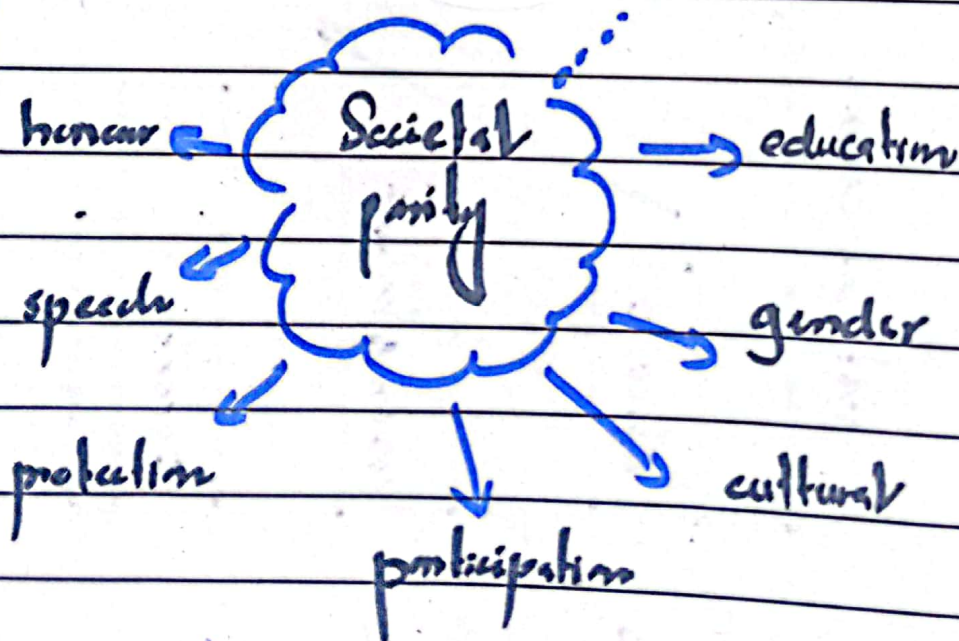 honour
Societal
education
parity
speech
gender
protection
cultural
participation